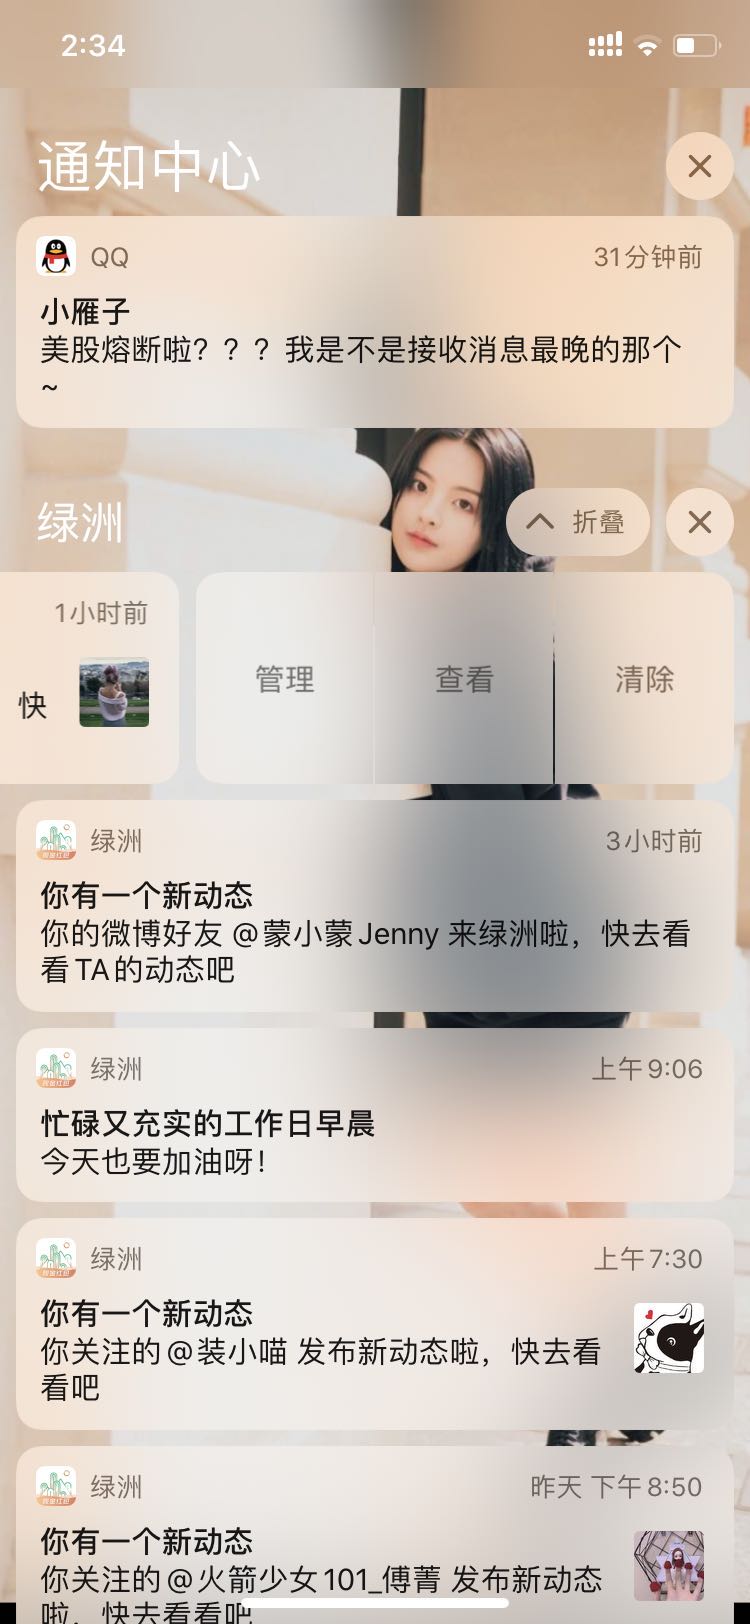 2:34
通知中心
QQ
31分钟前
小雁子
美股熔断啦？？？我是不是接收消息最晚的那个
~
绿洲
折叠
1小时前
快
管理
查看
清除
绿洲
3小时前
你有一个新动态
你的微博好友 @蒙小蒙Jenny 来绿洲啦，快去看
看TA的动态吧
绿洲
上午9:06
忙碌又充实的工作日早晨
今天也要加油呀！
绿洲
上午7:30
你有一个新动态
你关注的@装小喵 发布新动态啦，快去看
看吧
绿洲
昨天 下午8:50
你有一个新动态
你关注的@火箭少女101_傅菁 发布新动态
啦，快去看看吧